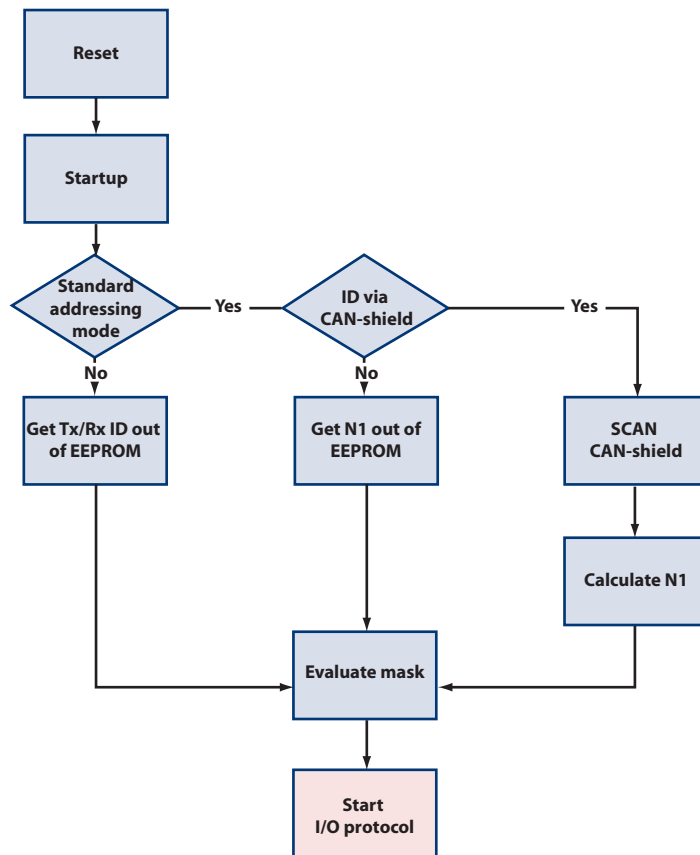 Reset
Startup
Standard
addressing
mode
Yes
ID via
CAN-shield
Yes
No
No
Get Tx/Rx ID out
of EEPROM
Get N1 out of
EEPROM
SCAN
CAN-shield
Calculate N1
Evaluate mask
Start
I/O protocol